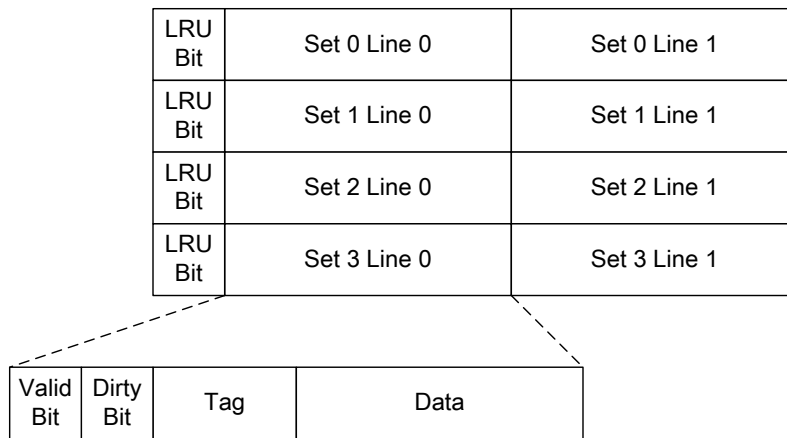 LRU
Bit
Set 0 Line 0
Set 0 Line 1
LRU
Bit
Set 1 Line 0
Set 1 Line 1
LRU
Bit
Set 2 Line 0
Set 2 Line 1
LRU
Bit
Set 3 Line 0
Set 3 Line 1
Valid
Bit
Dirty
Bit
Tag
Data